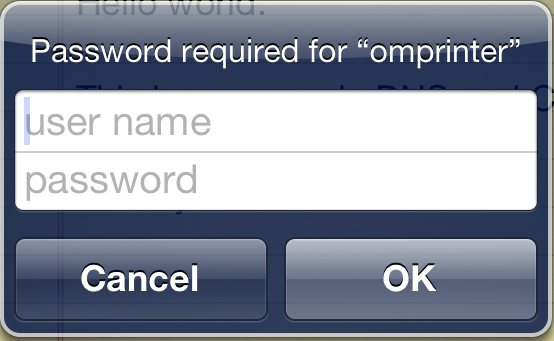 Hello world.
Password required for “omprinter”
user name
password
Cancel
OK